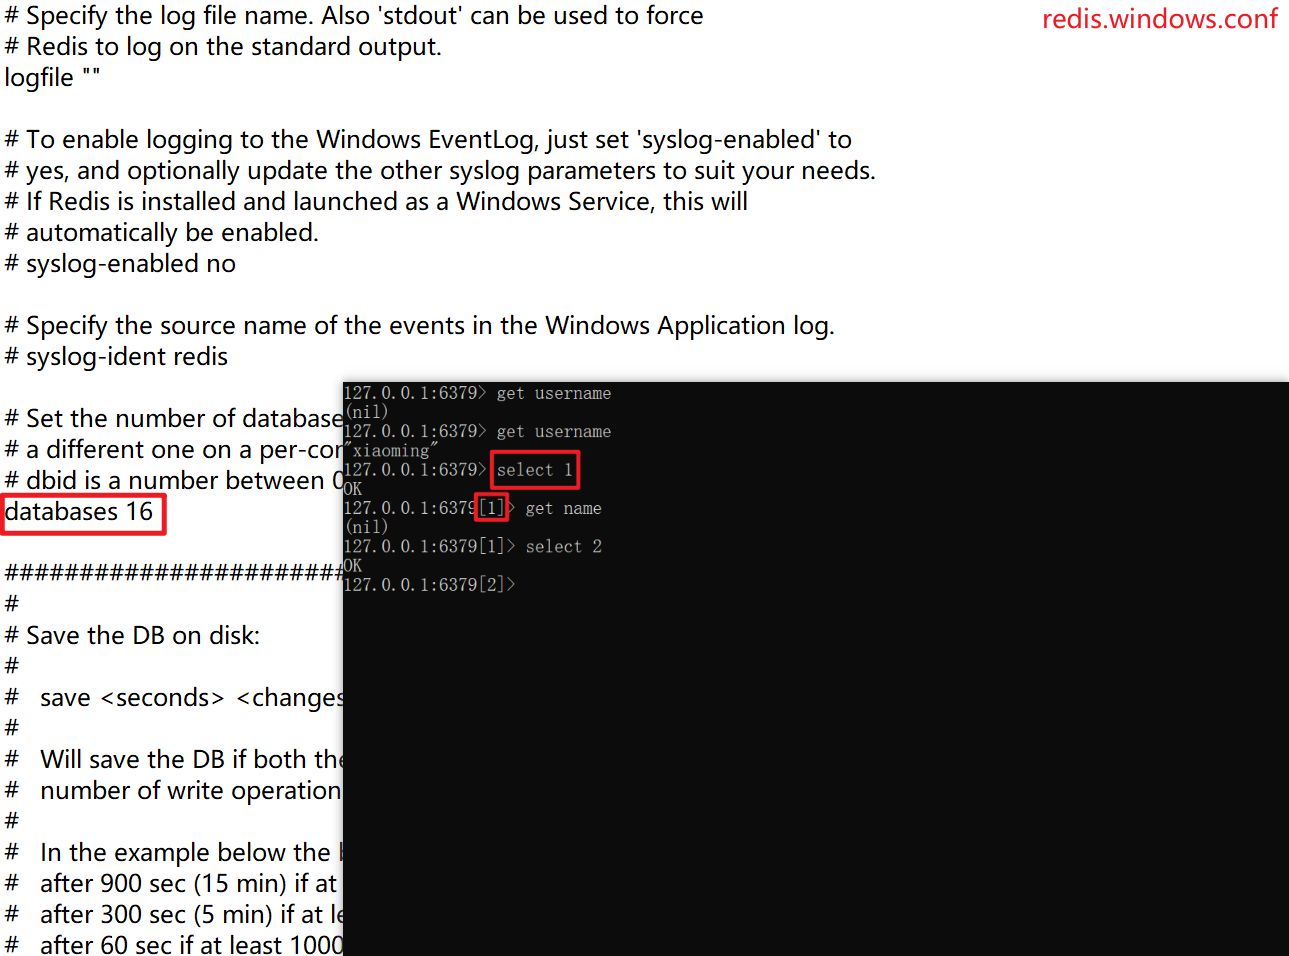 # Specify the log file name. Also 'stdout' can be used to force
redis.windows.conf
# Redis to log on the standard output.
logfile ""
# To enable logging to the Windows EventLog, just set 'syslog-enabled' to
# yes, and optionally update the other syslog parameters to suit your needs.
# If Redis is installed and launched as a Windows Service, this will
# automatically be enabled.
# syslog-enabled no
# Specify the source name of the events in the Windows Application log.
# syslog-ident redis
# Set the number of database
# a different one on a per-con
# dbid is a number between 0
databases 16
######################
#
# Save the DB on disk:
#
#   save <seconds> <changes
#
#   Will save the DB if both the
#   number of write operation
#
#   In the example below the
#   after 900 sec (15 min) if at
#   after 300 sec (5 min) if at le
#   after 60 sec if at least 1000
127.0.0.1:6379> get username
(nil)
127.0.0.1:6379> get username
"xiaoming"
127.0.0.1:6379> select 1
OK
127.0.0.1:6379[1]> get name
(nil)
127.0.0.1:6379[1]> select 2
OK
127.0.0.1:6379[2]>